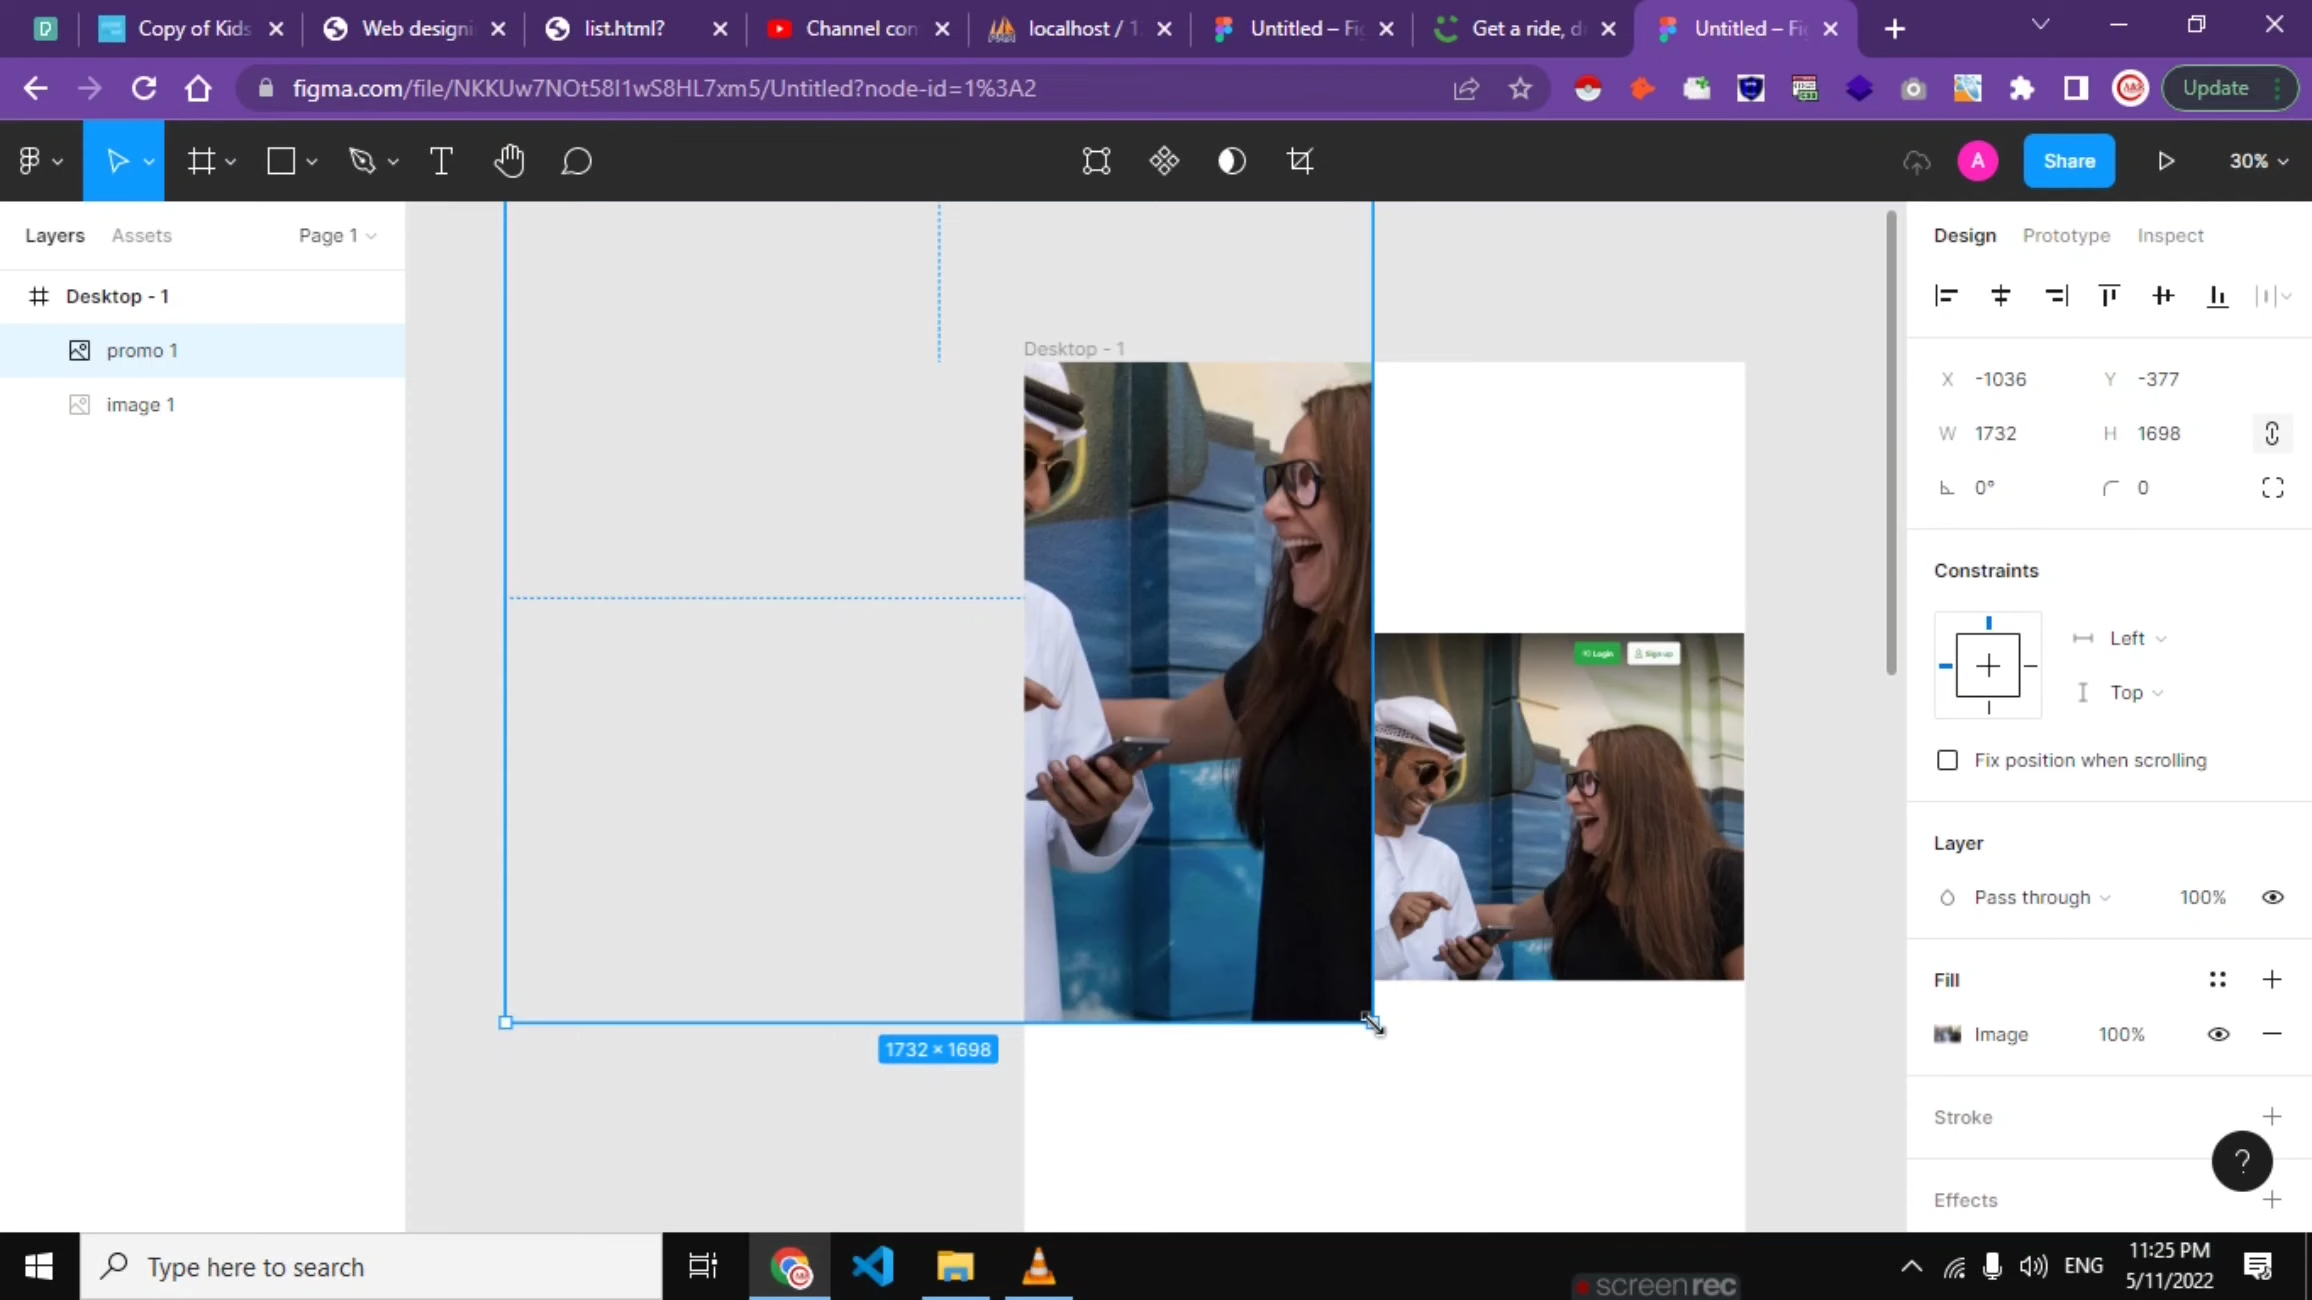 Copy of Kids
Web designi
list.html?
Channel con
localhost / 1
Untitled – Fi
Get a ride, d
Untitled – Fi
figma.com/file/NKKUw7NOt58I1wS8HL7xm5/Untitled?node-id=1%3A2
Update
A
Share
30%
Layers
Assets
Page 1
Desktop - 1
promo 1
image 1
Desktop - 1
Login
Sign up
1732 × 1698
Design
Prototype
Inspect
X -1036
Y -377
W 1732
H 1698
0°
0
Constraints
Left
Top
Fix position when scrolling
Layer
Pass through
100%
Fill
Image
100%
Stroke
Effects
?
Type here to search
screenrec
ENG
11:25 PM
5/11/2022